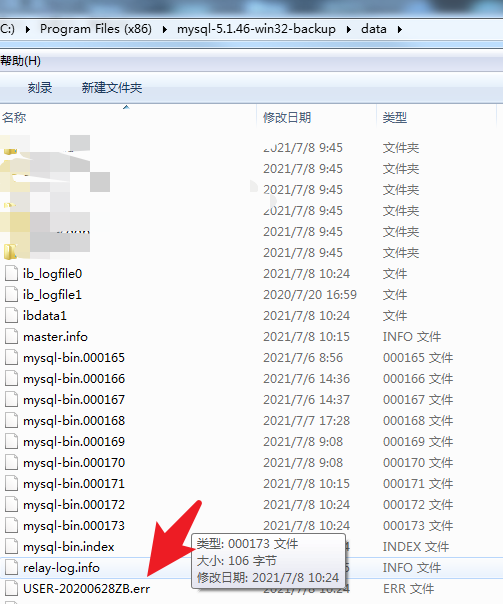 C:) ▸ Program Files (x86) ▸ mysql-5.1.46-win32-backup ▸ data ▸
帮助(H)
刻录 新建文件夹
名称 修改日期 类型
2021/7/8 9:45 文件夹
2021/7/8 9:45 文件夹
2021/7/8 9:45 文件夹
2021/7/8 9:45 文件夹
2021/7/8 9:45 文件夹
2021/7/8 9:45 文件夹
ib_logfile0 2021/7/8 10:24 文件
ib_logfile1 2020/7/20 16:59 文件
ibdata1 2021/7/8 10:24 文件
master.info 2021/7/8 10:15 INFO 文件
mysql-bin.000165 2021/7/6 8:56 000165 文件
mysql-bin.000166 2021/7/6 14:36 000166 文件
mysql-bin.000167 2021/7/6 14:37 000167 文件
mysql-bin.000168 2021/7/7 17:28 000168 文件
mysql-bin.000169 2021/7/8 9:08 000169 文件
mysql-bin.000170 2021/7/8 9:08 000170 文件
mysql-bin.000171 2021/7/8 10:15 000171 文件
mysql-bin.000172 2021/7/8 10:24 000172 文件
mysql-bin.000173 2021/7/8 10:24 000173 文件
mysql-bin.index INDEX 文件
relay-log.info INFO 文件
USER-20200628ZB.err ERR 文件
类型: 000173 文件
大小: 106 字节
修改日期: 2021/7/8 10:24